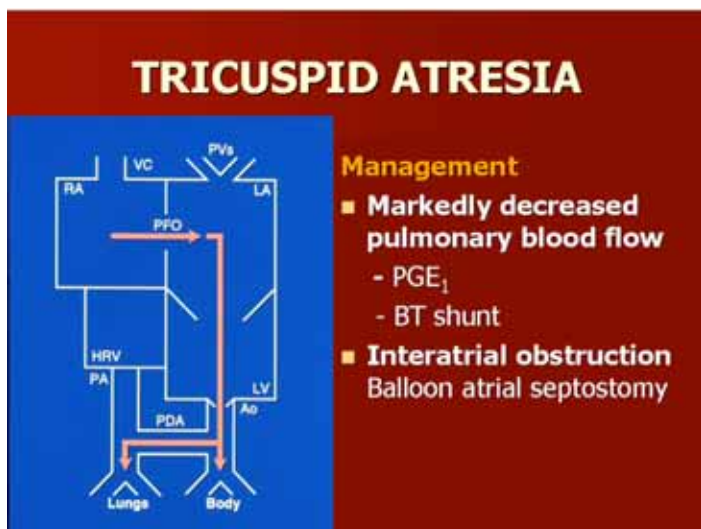 TRICUSPID ATRESIA
PVs
VC
RA
LA
PFO
HRV
PA
LV
Ao
PDA
Lungs
Body
Management
Markedly decreased
pulmonary blood flow
- PGE₁
- BT shunt
Interatrial obstruction
Balloon atrial septostomy